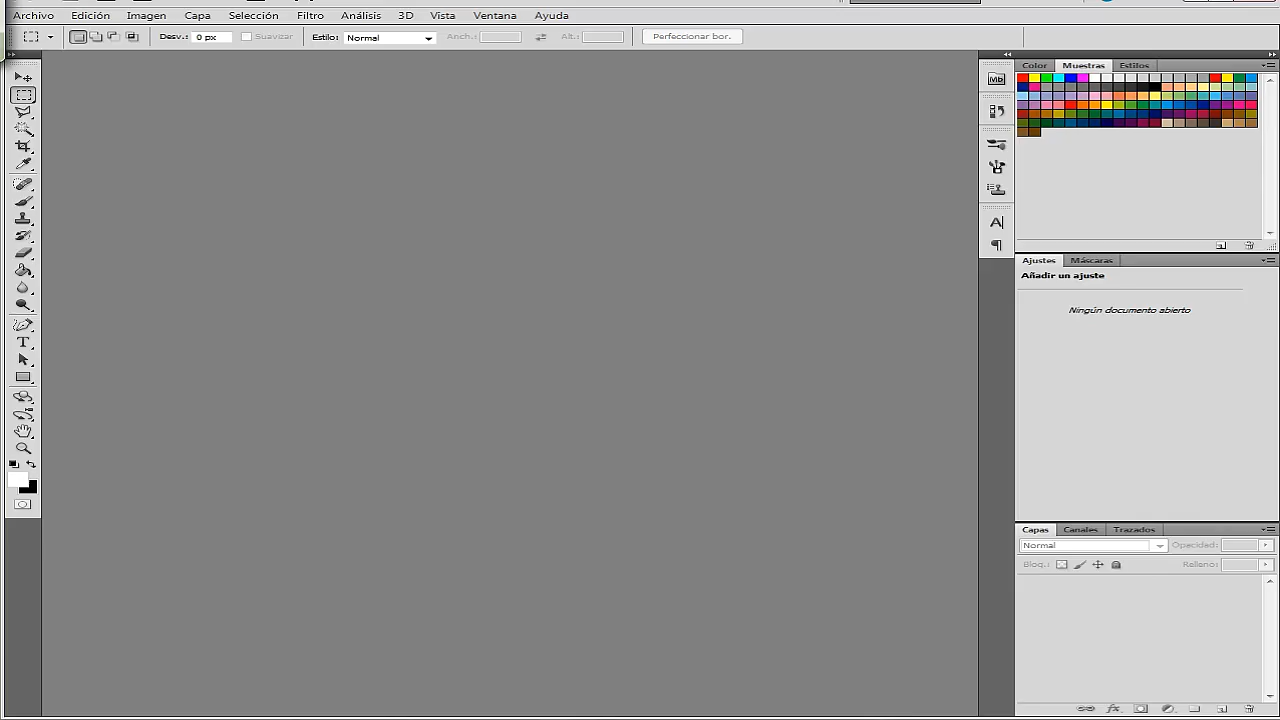 Archivo Edición Imagen Capa Selección Filtro Análisis 3D Vista Ventana Ayuda
Desv.: 0 px Suavizar Estilo: Normal Anch.: Alt.: Perfeccionar bor.
Color Muestras Estilos
Mb
A
¶
T
Ajustes Máscaras
Añadir un ajuste
Ningún documento abierto
Capas Canales Trazados
Normal Opacidad:
Bloq.: Relleno:
fx